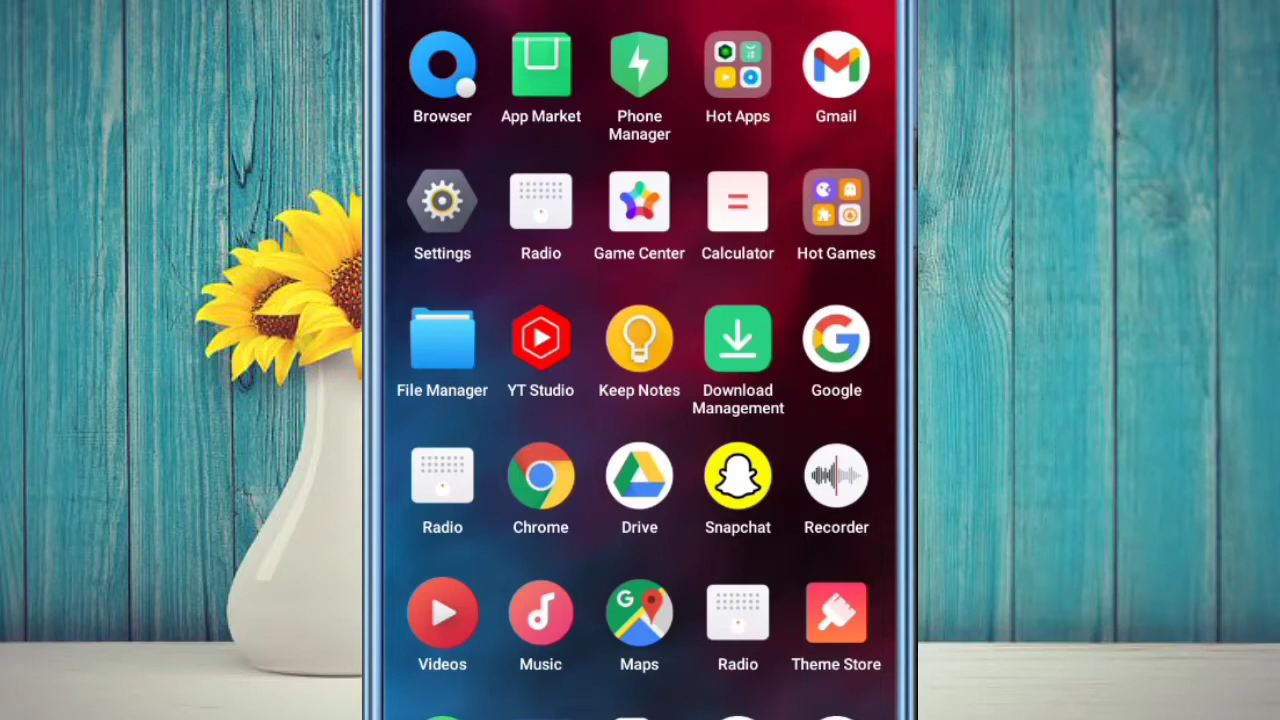 Browser
App Market
Phone
Manager
Hot Apps
Gmail
Settings
Radio
Game Center
Calculator
Hot Games
File Manager
YT Studio
Keep Notes
Download
Management
Google
Radio
Chrome
Drive
Snapchat
Recorder
Videos
Music
Maps
Radio
Theme Store